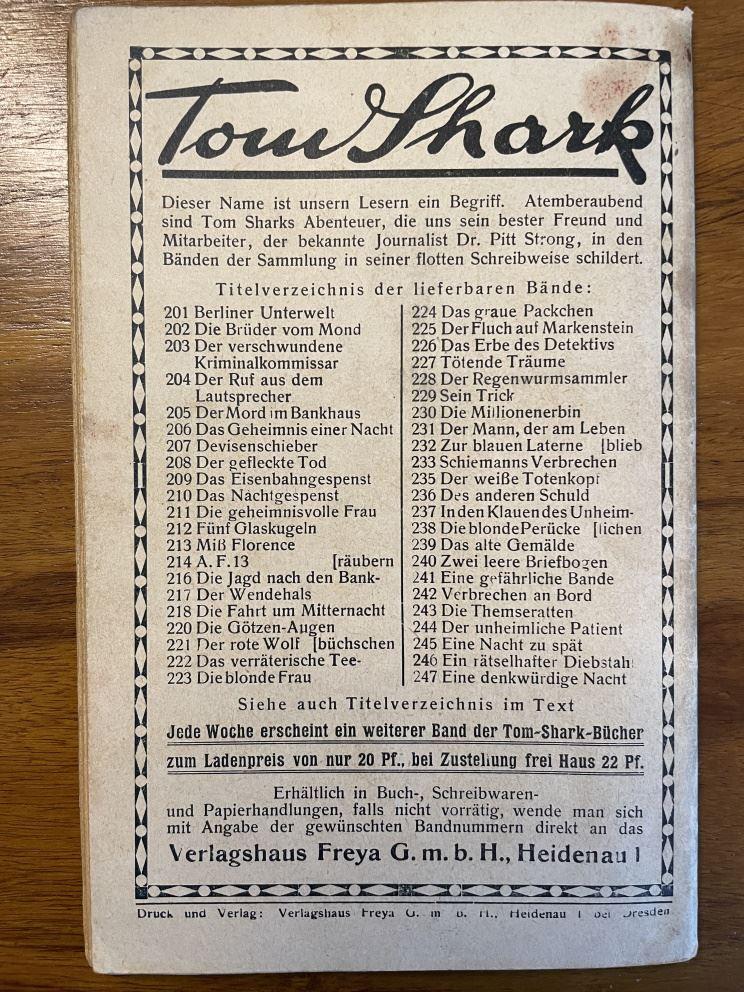 Tom Shark
Dieser Name ist unsern Lesern ein Begriff. Atemberaubend
sind Tom Sharks Abenteuer, die uns sein bester Freund und
Mitarbeiter, der bekannte Journalist Dr. Pitt Strong, in den
Bänden der Sammlung in seiner flotten Schreibweise schildert.
Titelverzeichnis der lieferbaren Bände:
201 Berliner Unterwelt
202 Die Brüder vom Mond
203 Der verschwundene
Kriminalkommissar
204 Der Ruf aus dem
Lautsprecher
205 Der Mord im Bankhaus
206 Das Geheimnis einer Nacht
207 Devisenschieber
208 Der gefleckte Tod
209 Das Eisenbahngespenst
210 Das Nachtgespenst
211 Die geheimnisvolle Frau
212 Fünf Glaskugeln
213 Miß Florence
214 A. F. 13 [räubern
216 Die Jagd nach den Bank-
217 Der Wendehals
218 Die Fahrt um Mitternacht
220 Die Götzen-Augen
221 Der rote Wolf [büchschen
222 Das verräterische Tee-
223 Die blonde Frau
224 Das graue Päckchen
225 Der Fluch auf Markenstein
226 Das Erbe des Detektivs
227 Tötende Träume
228 Der Regenwurmsammler
229 Sein Trick
230 Die Millionenerbin
231 Der Mann, der am Leben
232 Zur blauen Laterne [blieb
233 Schiemanns Verbrechen
235 Der weiße Totenkopf
236 Des anderen Schuld
237 In den Klauen des Unheim-
238 Die blonde Perücke [lichen
239 Das alte Gemälde
240 Zwei leere Briefbogen
241 Eine gefährliche Bande
242 Verbrechen an Bord
243 Die Themseratten
244 Der unheimliche Patient
245 Eine Nacht zu spät
246 Ein rätselhafter Diebstahl
247 Eine denkwürdige Nacht
Siehe auch Titelverzeichnis im Text
Jede Woche erscheint ein weiterer Band der Tom-Shark-Bücher
zum Ladenpreis von nur 20 Pf., bei Zustellung frei Haus 22 Pf.
Erhältlich in Buch-, Schreibwaren-
und Papierhandlungen, falls nicht vorrätig, wende man sich
mit Angabe der gewünschten Bandnummern direkt an das
Verlagshaus Freya G. m. b. H., Heidenau I
Druck und Verlag: Verlagshaus Freya G. m. b. H., Heidenau I bei Dresden